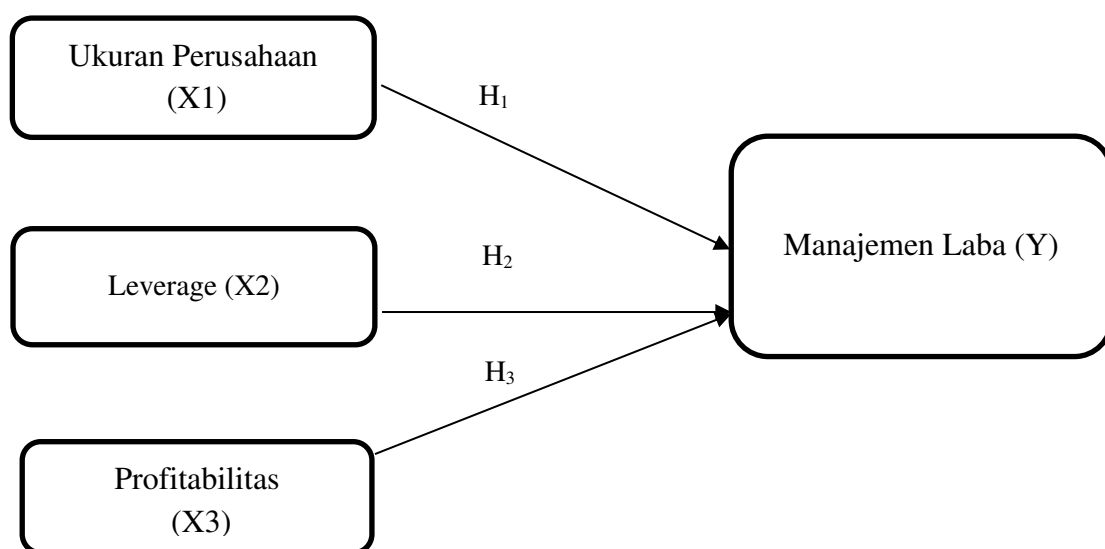 Ukuran Perusahaan
(X1)
H₁
Manajemen Laba (Y)
H₂
Leverage (X2)
H₃
Profitabilitas
(X3)